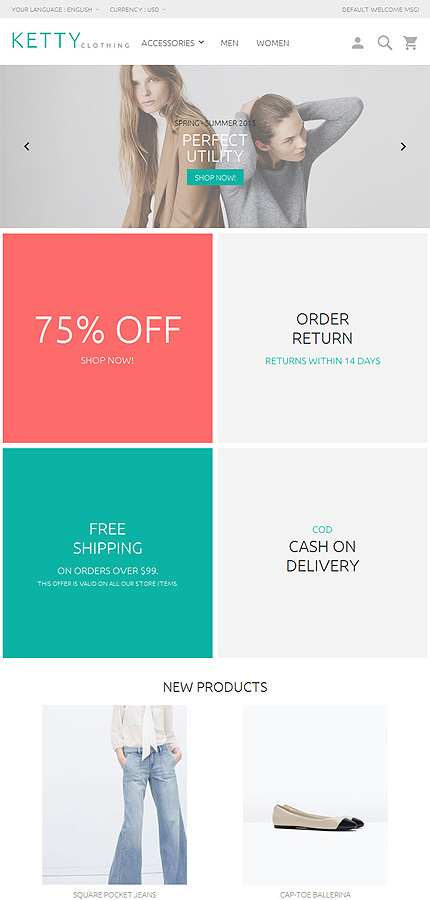 YOUR LANGUAGE : ENGLISH CURRENCY : USD DEFAULT WELCOME MSG!
KETTY CLOTHING ACCESSORIES MEN WOMEN
SPRING - SUMMER 2015
PERFECT
UTILITY
SHOP NOW!
75% OFF
SHOP NOW!
ORDER
RETURN
RETURNS WITHIN 14 DAYS
FREE
SHIPPING
ON ORDERS OVER $99.
THIS OFFER IS VALID ON ALL OUR STORE ITEMS.
COD
CASH ON
DELIVERY
NEW PRODUCTS
SQUARE POCKET JEANS CAP-TOE BALLERINA